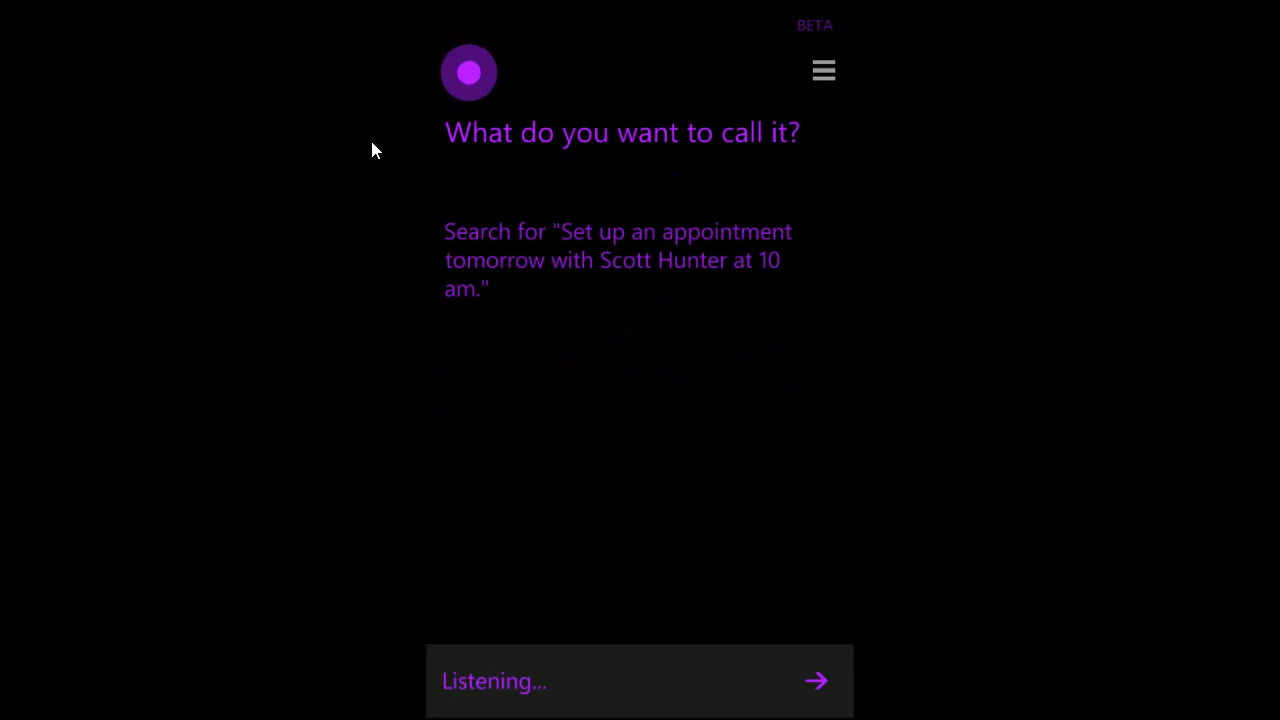 BETA
What do you want to call it?
Search for "Set up an appointment
tomorrow with Scott Hunter at 10
am."
Listening...